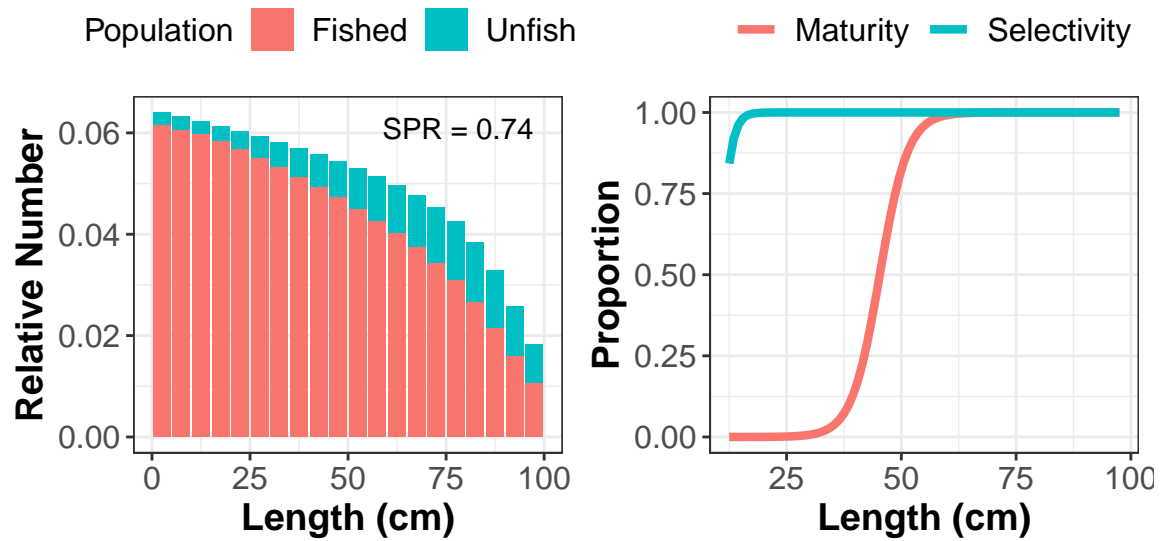 Population Fished Unfish
SPR = 0.74
Relative Number
0.06
0.04
0.02
0.00
0 25 50 75 100
Length (cm)
Maturity Selectivity
Proportion
1.00
0.75
0.50
0.25
0.00
25 50 75 100
Length (cm)